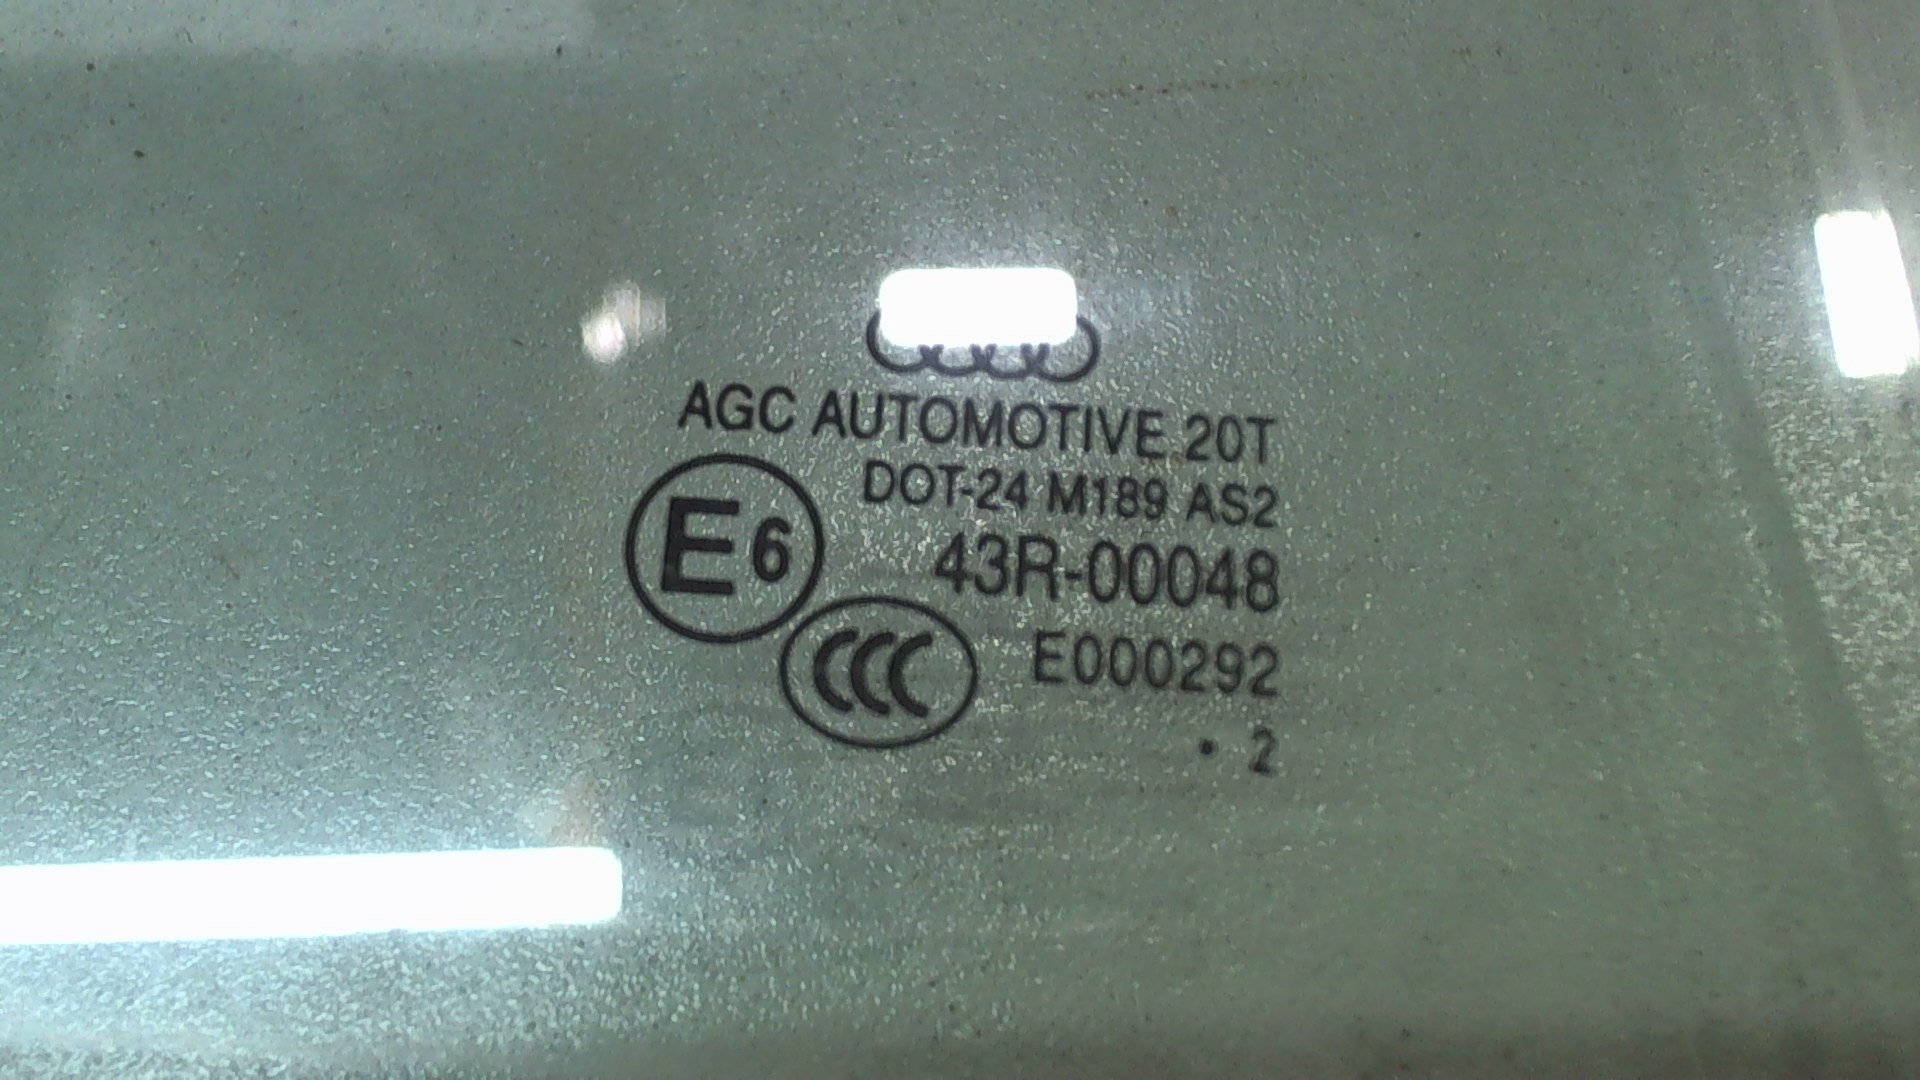 AGC AUTOMOTIVE 20T
DOT-24 M189 AS2
E6
43R-00048
CCC
E000292
• 2